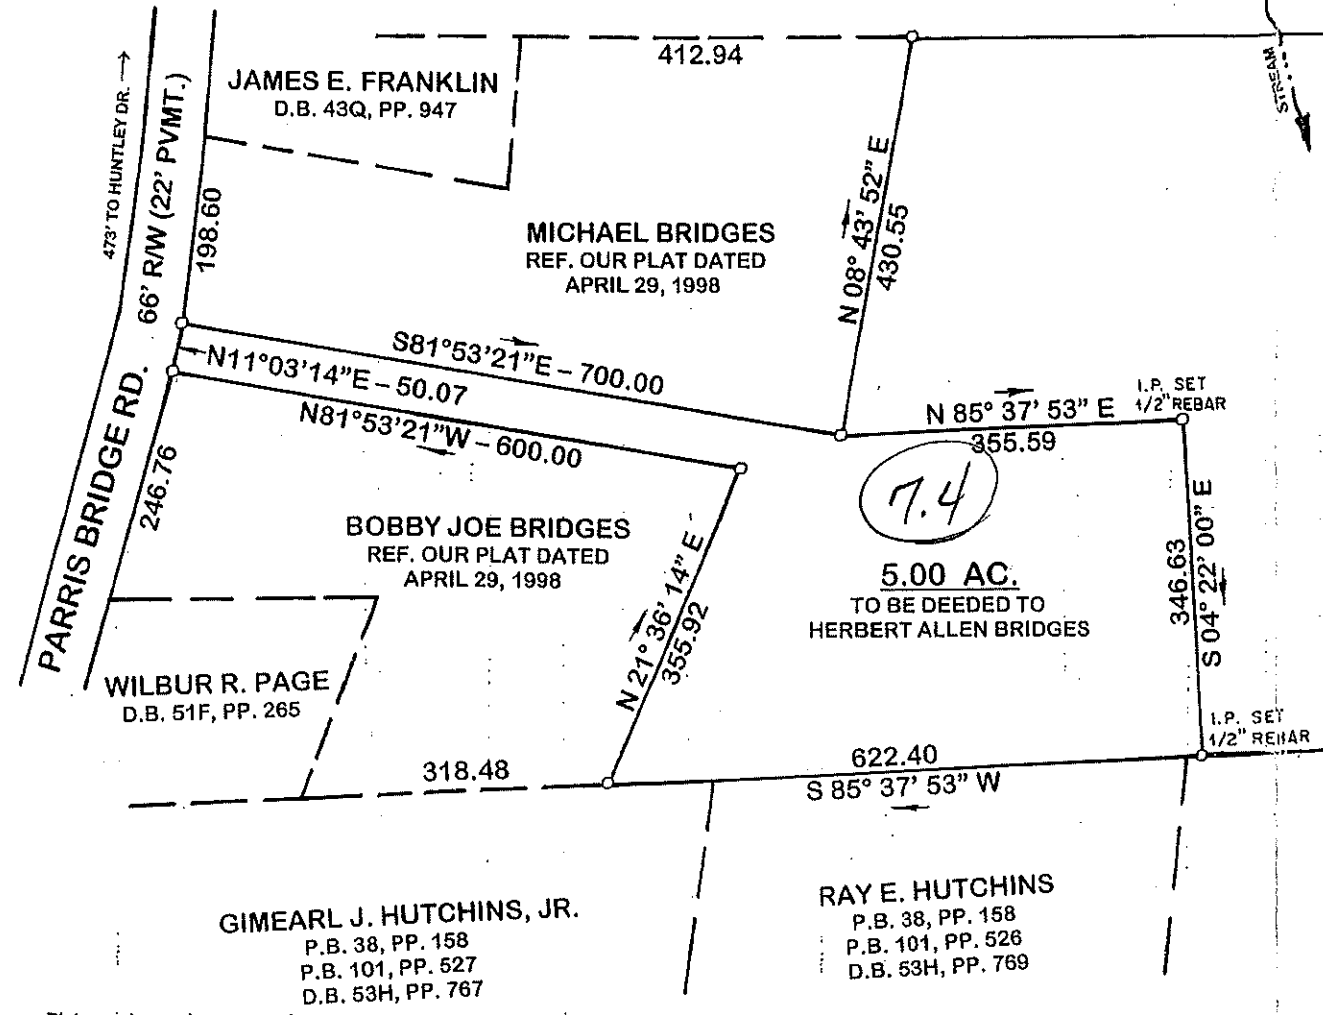 412.94
STREAM
JAMES E. FRANKLIN
D.B. 43Q, PP. 947
473' TO HUNTLEY DR.
66' R/W (22' PVMT.)
198.60
MICHAEL BRIDGES
REF. OUR PLAT DATED
APRIL 29, 1998
N 08° 43' 52" E
430.55
S81°53'21"E – 700.00
N11°03'14"E – 50.07
N81°53'21"W – 600.00
I.P. SET
1/2" REBAR
N 85° 37' 53" E
355.59
PARRIS BRIDGE RD.
246.76
7.4
BOBBY JOE BRIDGES
REF. OUR PLAT DATED
APRIL 29, 1998
N 21° 36' 14" E
355.92
5.00 AC.
TO BE DEEDED TO
HERBERT ALLEN BRIDGES
346.63
S 04° 22' 00" E
WILBUR R. PAGE
D.B. 51F, PP. 265
I.P. SET
1/2" REBAR
318.48
622.40
S 85° 37' 53" W
GIMEARL J. HUTCHINS, JR.
P.B. 38, PP. 158
P.B. 101, PP. 527
D.B. 53H, PP. 767
RAY E. HUTCHINS
P.B. 38, PP. 158
P.B. 101, PP. 526
D.B. 53H, PP. 769